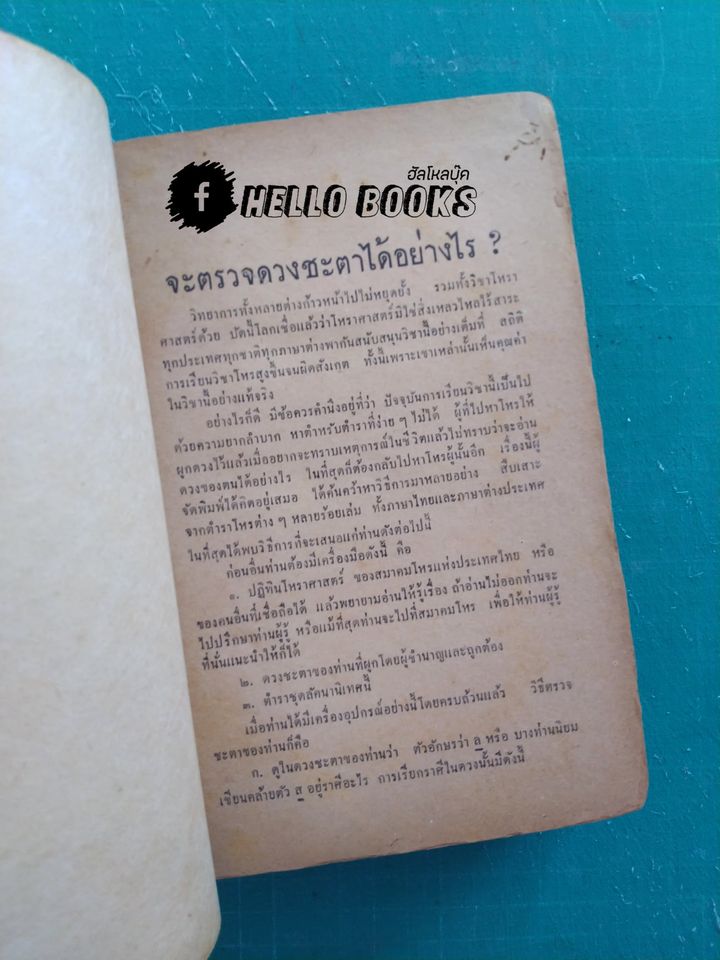 ฮัลโหลบุ๊ค
f HELLO BOOKS
จะตรวจดวงชะตาได้อย่างไร ?
วิทยาการทั้งหลายต่างก้าวหน้าไปไม่หยุดยั้ง รวมทั้งวิชาโหรา
ศาสตร์ด้วย บัดนี้โลกเชื่อแล้วว่าโหราศาสตร์มิใช่สิ่งเหลวไหลไร้สาระ
ทุกประเทศทุกชาติทุกภาษาต่างพากันสนับสนุนวิชานี้อย่างเต็มที่ สถิติ
การเรียนวิชาโหรสูงขึ้นจนผิดสังเกต ทั้งนี้เพราะเขาเหล่านั้นเห็นคุณค่า
ในวิชานี้อย่างแท้จริง
อย่างไรก็ดี มีข้อควรคำนึงอยู่ที่ว่า ปัจจุบันการเรียนวิชานี้เป็นไป
ด้วยความยากลำบาก หาตำหรับตำราที่ง่าย ๆ ไม่ได้ ผู้ที่ไปหาโหรให้
ผูกดวงไว้แล้วเมื่ออยากจะทราบเหตุการณ์ในชีวิตแล้วไม่ทราบว่าจะอ่าน
ดวงของตนได้อย่างไร ในที่สุดก็ต้องกลับไปหาโหรผู้นั้นอีก เรื่องนี้ผู้
จัดพิมพ์ได้คิดอยู่เสมอ ได้ค้นคว้าหาวิธีการมาหลายอย่าง สืบเสาะ
จากตำราโหรต่าง ๆ หลายร้อยเล่ม ทั้งภาษาไทยและภาษาต่างประเทศ
ในที่สุดได้พบวิธีการที่จะเสนอแก่ท่านดังต่อไปนี้
ก่อนอื่นท่านต้องมีเครื่องมือดังนี้ คือ
๑. ปฏิทินโหราศาสตร์ ของสมาคมโหรแห่งประเทศไทย หรือ
ของคนอื่นที่เชื่อถือได้ แล้วพยายามอ่านให้รู้เรื่อง ถ้าอ่านไม่ออกท่านจะ
ไปปรึกษาท่านผู้รู้ หรือแม้ที่สุดท่านจะไปที่สมาคมโหร เพื่อให้ท่านผู้รู้
ที่นั่นแนะนำให้ก็ได้
๒. ดวงชะตาของท่านที่ผูกโดยผู้ชำนาญและถูกต้อง
๓. ตำราชุดลัคนานิเทศนี้
เมื่อท่านได้มีเครื่องอุปกรณ์อย่างนี้โดยครบถ้วนแล้ว วิธีตรวจ
ชะตาของท่านก็คือ
ก. ดูในดวงชะตาของท่านว่า ตัวอักษรว่า ล หรือ บางท่านนิยม
เขียนคล้ายตัว ส อยู่ราศีอะไร การเรียกราศีในดวงนั้นมีดังนี้